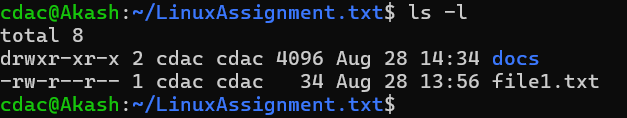 cdac@Akash:~/LinuxAssignment.txt$ ls -l
total 8
drwxr-xr-x 2 cdac cdac 4096 Aug 28 14:34 docs
-rw-r--r-- 1 cdac cdac   34 Aug 28 13:56 file1.txt
cdac@Akash:~/LinuxAssignment.txt$